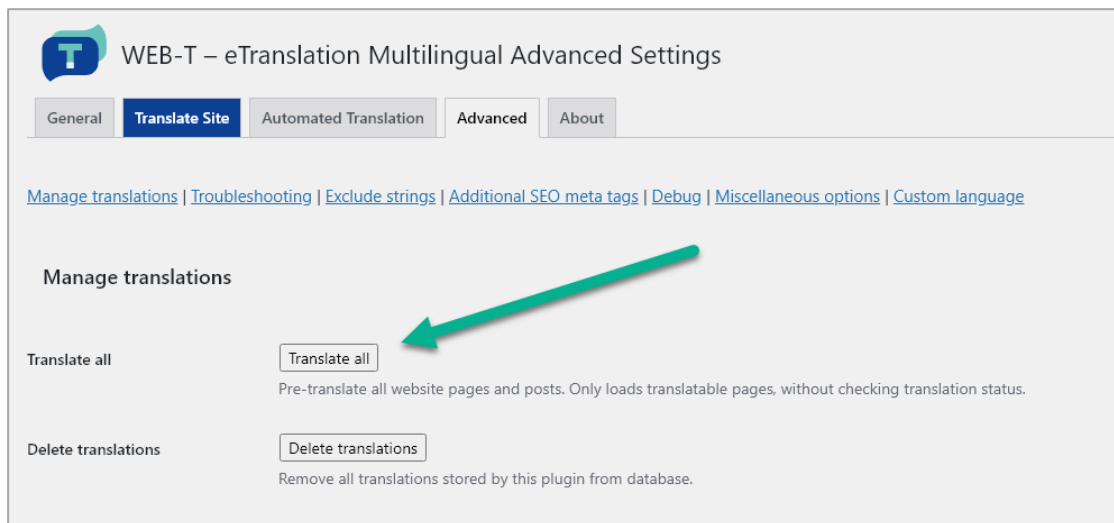 T
WEB-T – eTranslation Multilingual Advanced Settings
General Translate Site Automated Translation Advanced About
Manage translations | Troubleshooting | Exclude strings | Additional SEO meta tags | Debug | Miscellaneous options | Custom language
Manage translations
Translate all Translate all
Pre-translate all website pages and posts. Only loads translatable pages, without checking translation status.
Delete translations Delete translations
Remove all translations stored by this plugin from database.